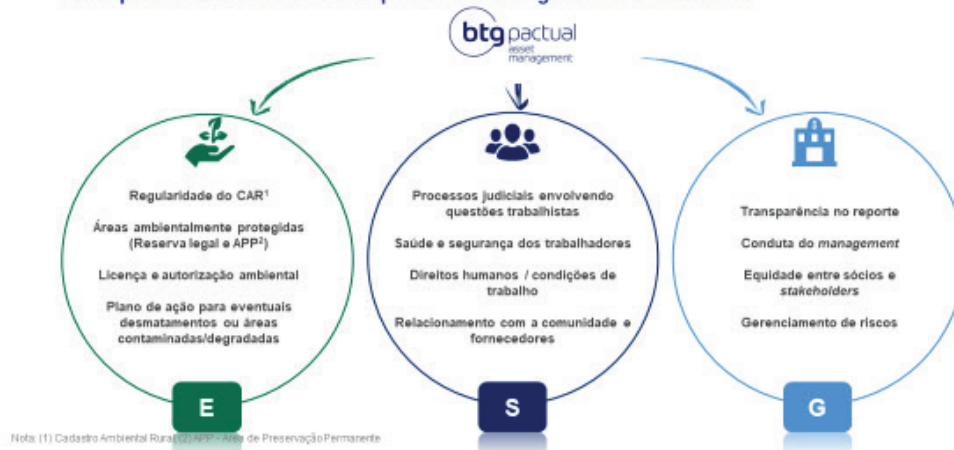 btg pactual
asset
management
Regularidade do CAR¹
Áreas ambientalmente protegidas
(Reserva legal e APP²)
Licença e autorização ambiental
Plano de ação para eventuais
desmatamentos ou áreas
contaminadas/degradadas
E
Processos judiciais envolvendo
questões trabalhistas
Saúde e segurança dos trabalhadores
Direitos humanos / condições de
trabalho
Relacionamento com a comunidade e
fornecedores
S
Transparência no reporte
Conduta do management
Equidade entre sócios e
stakeholders
Gerenciamento de riscos
G
Nota: (1) Cadastro Ambiental Rural; (2) APP - Área de Preservação Permanente